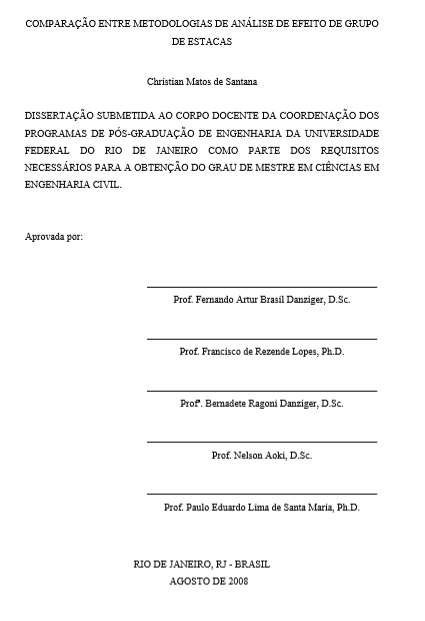 COMPARAÇÃO ENTRE METODOLOGIAS DE ANÁLISE DE EFEITO DE GRUPO
DE ESTACAS
Christian Matos de Santana
DISSERTAÇÃO SUBMETIDA AO CORPO DOCENTE DA COORDENAÇÃO DOS
PROGRAMAS DE PÓS-GRADUAÇÃO DE ENGENHARIA DA UNIVERSIDADE
FEDERAL DO RIO DE JANEIRO COMO PARTE DOS REQUISITOS
NECESSÁRIOS PARA A OBTENÇÃO DO GRAU DE MESTRE EM CIÊNCIAS EM
ENGENHARIA CIVIL.
Aprovada por:
Prof. Fernando Artur Brasil Danziger, D.Sc.
Prof. Francisco de Rezende Lopes, Ph.D.
Profª. Bernadete Ragoni Danziger, D.Sc.
Prof. Nelson Aoki, D.Sc.
Prof. Paulo Eduardo Lima de Santa Maria, Ph.D.
RIO DE JANEIRO, RJ - BRASIL
AGOSTO DE 2008